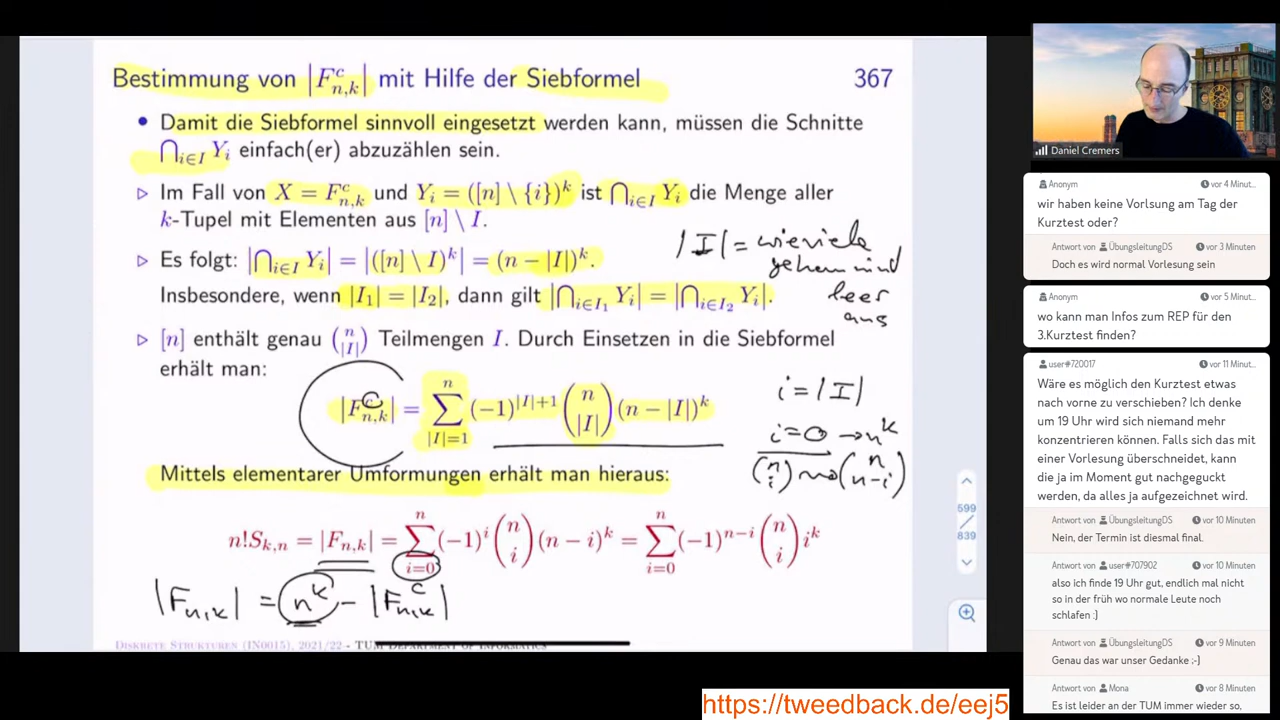 Bestimmung von |F^c_{n,k}| mit Hilfe der Siebformel 367
• Damit die Siebformel sinnvoll eingesetzt werden kann, müssen die Schnitte
⋂_{i∈I} Y_i einfach(er) abzuzählen sein.
▷ Im Fall von X = F^c_{n,k} und Y_i = ([n] \ {i})^k ist ⋂_{i∈I} Y_i die Menge aller
k-Tupel mit Elementen aus [n] \ I.
|I| = wieviele
gehen
leer
aus
▷ Es folgt: |⋂_{i∈I} Y_i| = |([n] \ I)^k| = (n − |I|)^k.
Insbesondere, wenn |I_1| = |I_2|, dann gilt |⋂_{i∈I_1} Y_i| = |⋂_{i∈I_2} Y_i|.
▷ [n] enthält genau (n |I|) Teilmengen I. Durch Einsetzen in die Siebformel
erhält man:
|F^c_{n,k}| = ∑_{|I|=1}^{n} (−1)^{|I|+1} (n |I|) (n − |I|)^k
i = |I|
i=0 → n^k
(n i) ⇝ (n n-i)
Mittels elementarer Umformungen erhält man hieraus:
n!S_{k,n} = |F_{n,k}| = ∑_{i=0}^{n} (−1)^i (n i) (n − i)^k = ∑_{i=0}^{n} (−1)^{n−i} (n i) i^k
|F_{n,k}| = n^k − |F^c_{n,k}|
Diskrete Strukturen (IN0015), 2021/22 - TUM Department of Informatics
599
/
839
Daniel Cremers
Anonym vor 4 Minut...
wir haben keine Vorlsung am Tag der
Kurztest oder?
Antwort von ÜbungsleitungDS vor 3 Minuten
Doch es wird normal Vorlesung sein
Anonym vor 5 Minut...
wo kann man Infos zum REP für den
3.Kurztest finden?
user#720017 vor 11 Minut...
Wäre es möglich den Kurztest etwas
nach vorne zu verschieben? Ich denke
um 19 Uhr wird sich niemand mehr
konzentrieren können. Falls sich das mit
einer Vorlesung überschneidet, kann
die ja im Moment gut nachgeguckt
werden, da alles ja aufgezeichnet wird.
Antwort von ÜbungsleitungDS vor 10 Minuten
Nein, der Termin ist diesmal final.
Antwort von user#707902 vor 10 Minuten
also ich finde 19 Uhr gut, endlich mal nicht
so in der früh wo normale Leute noch
schlafen :)
Antwort von ÜbungsleitungDS vor 9 Minuten
Genau das war unser Gedanke ;-)
Antwort von Mona vor 8 Minuten
Es ist leider an der TUM immer wieder so,
https://tweedback.de/eej5